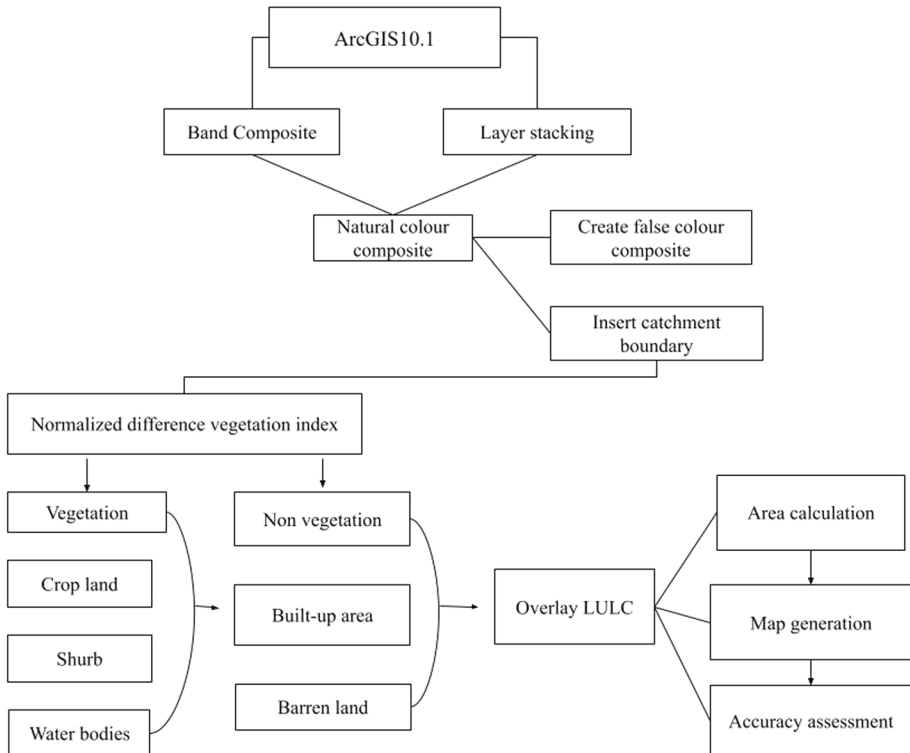 ArcGIS10.1
Band Composite
Layer stacking
Natural colour
composite
Create false colour
composite
Insert catchment
boundary
Normalized difference vegetation index
Vegetation
Non vegetation
Area calculation
Crop land
Built-up area
Overlay LULC
Map generation
Shurb
Barren land
Water bodies
Accuracy assessment